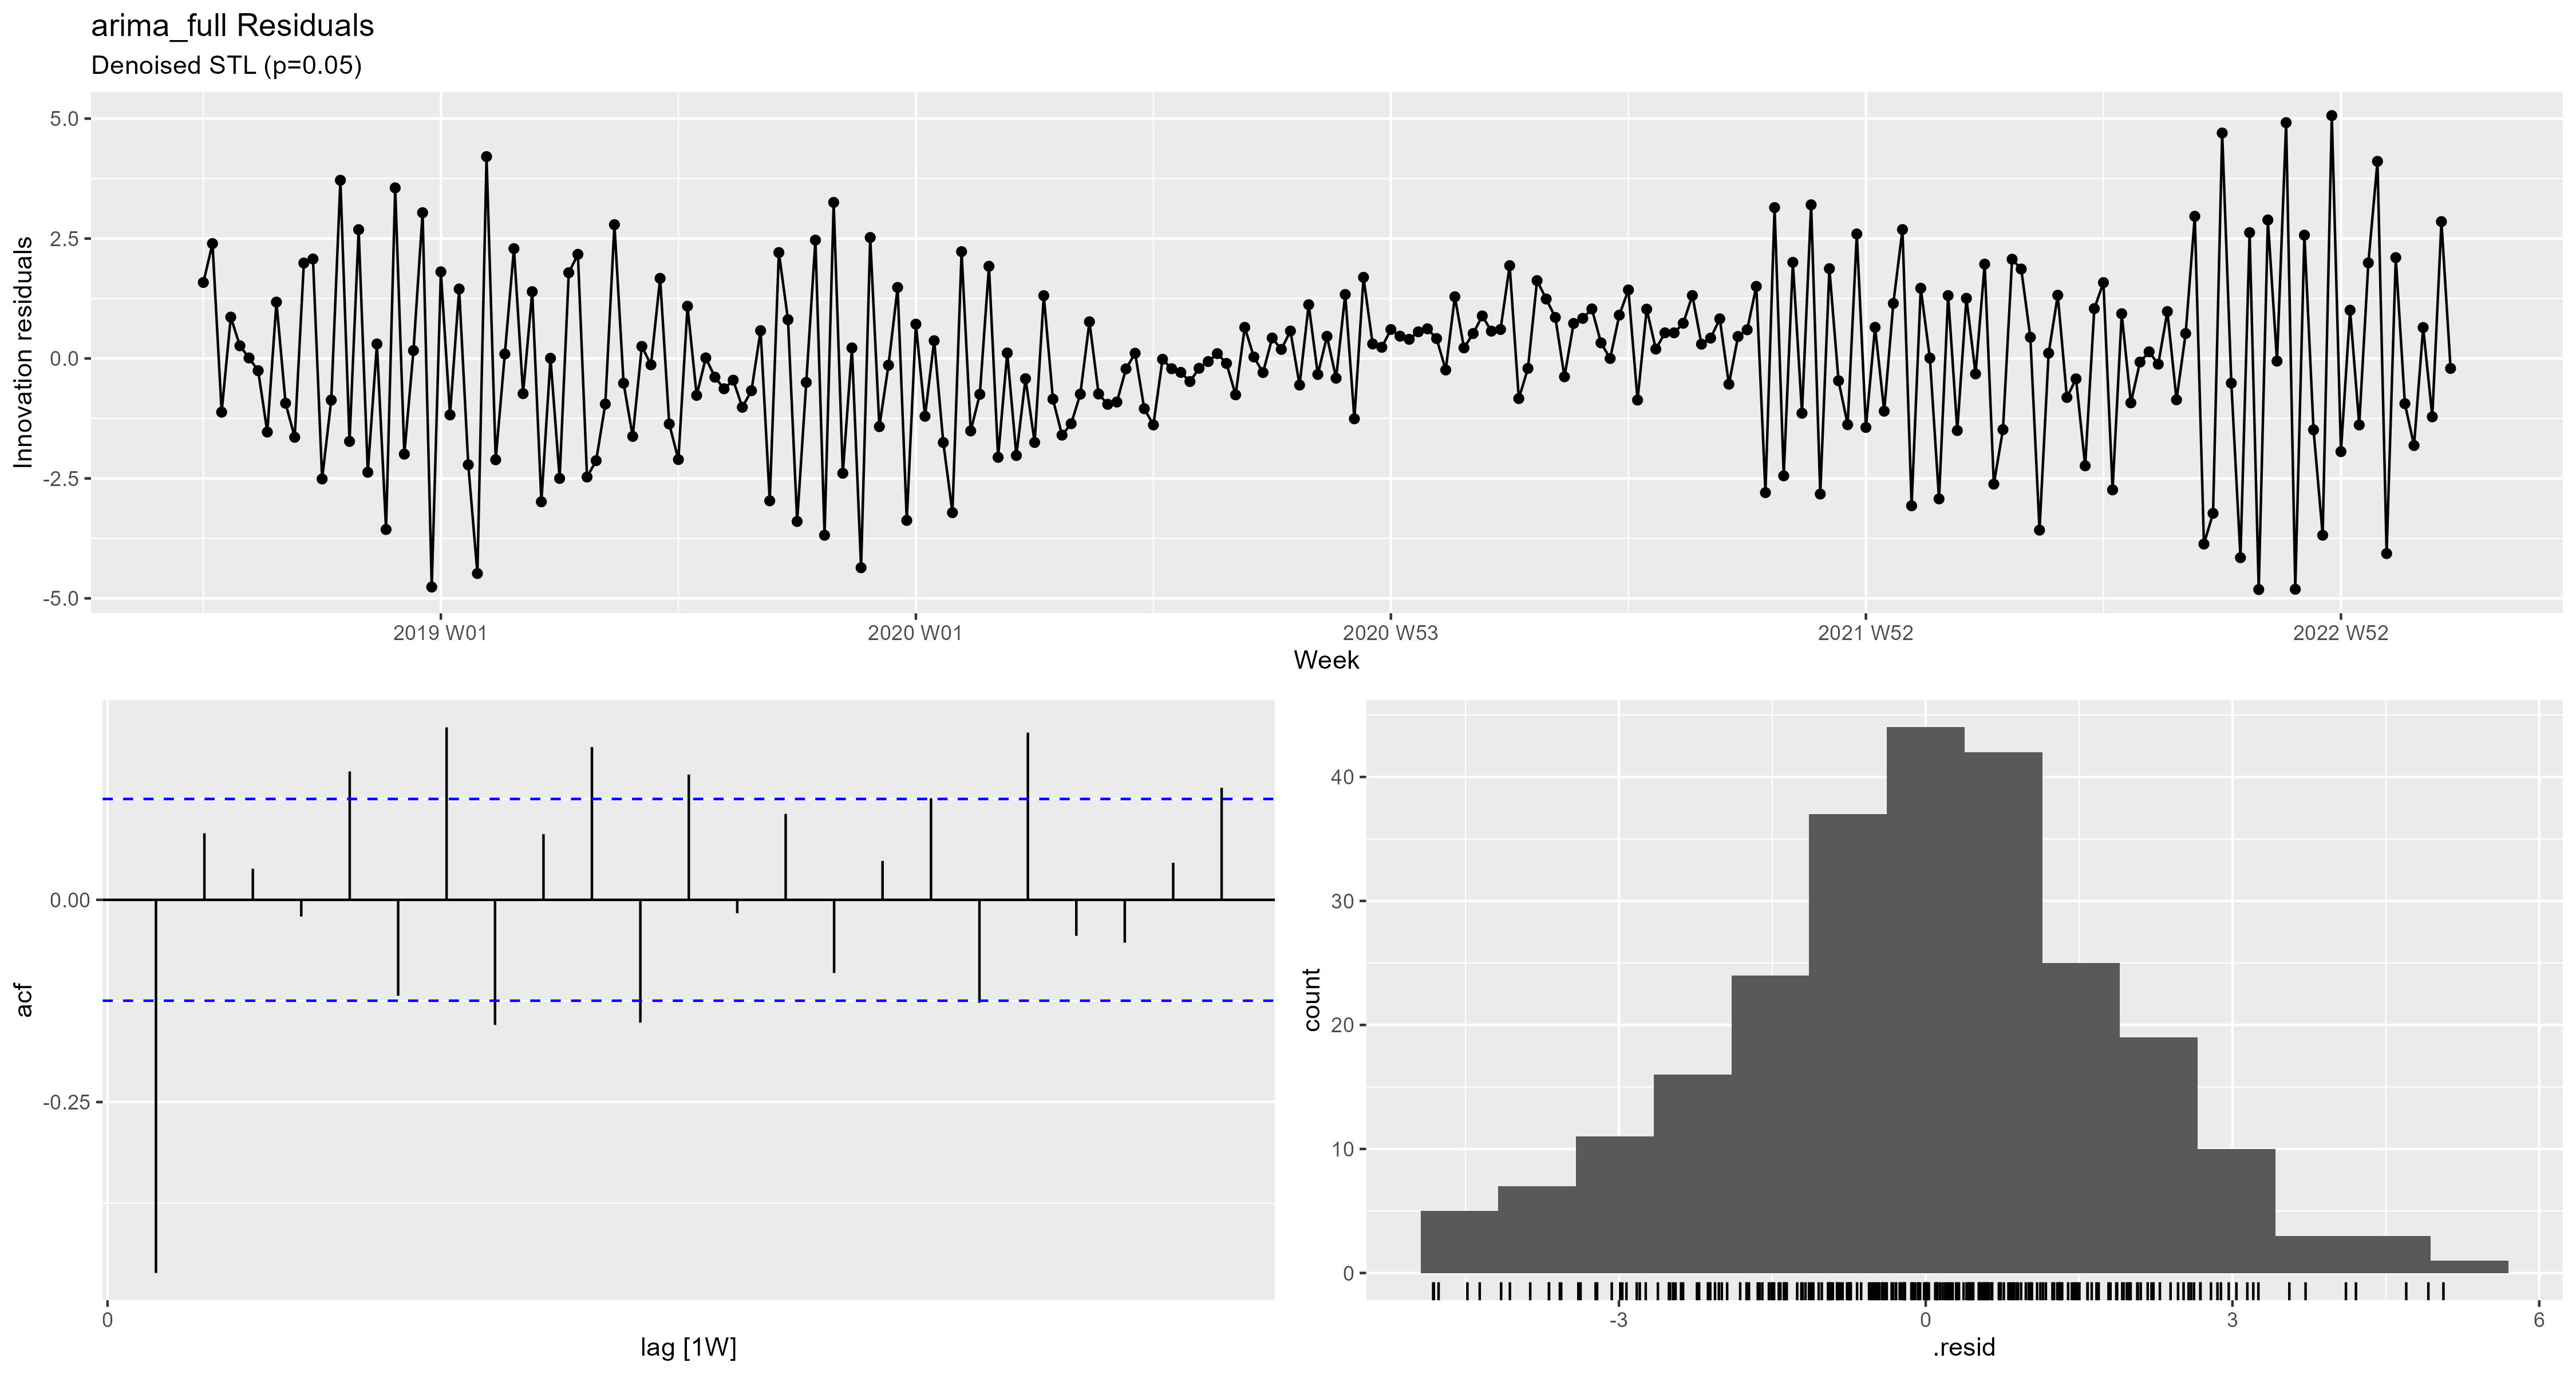 arima_full Residuals
Denoised STL (p=0.05)
Innovation residuals
5.0
2.5
0.0
-2.5
-5.0
2019 W01
2020 W01
2020 W53
2021 W52
2022 W52
Week
acf
0.00
-0.25
0
lag [1W]
count
40
30
20
10
0
-3
0
3
6
.resid